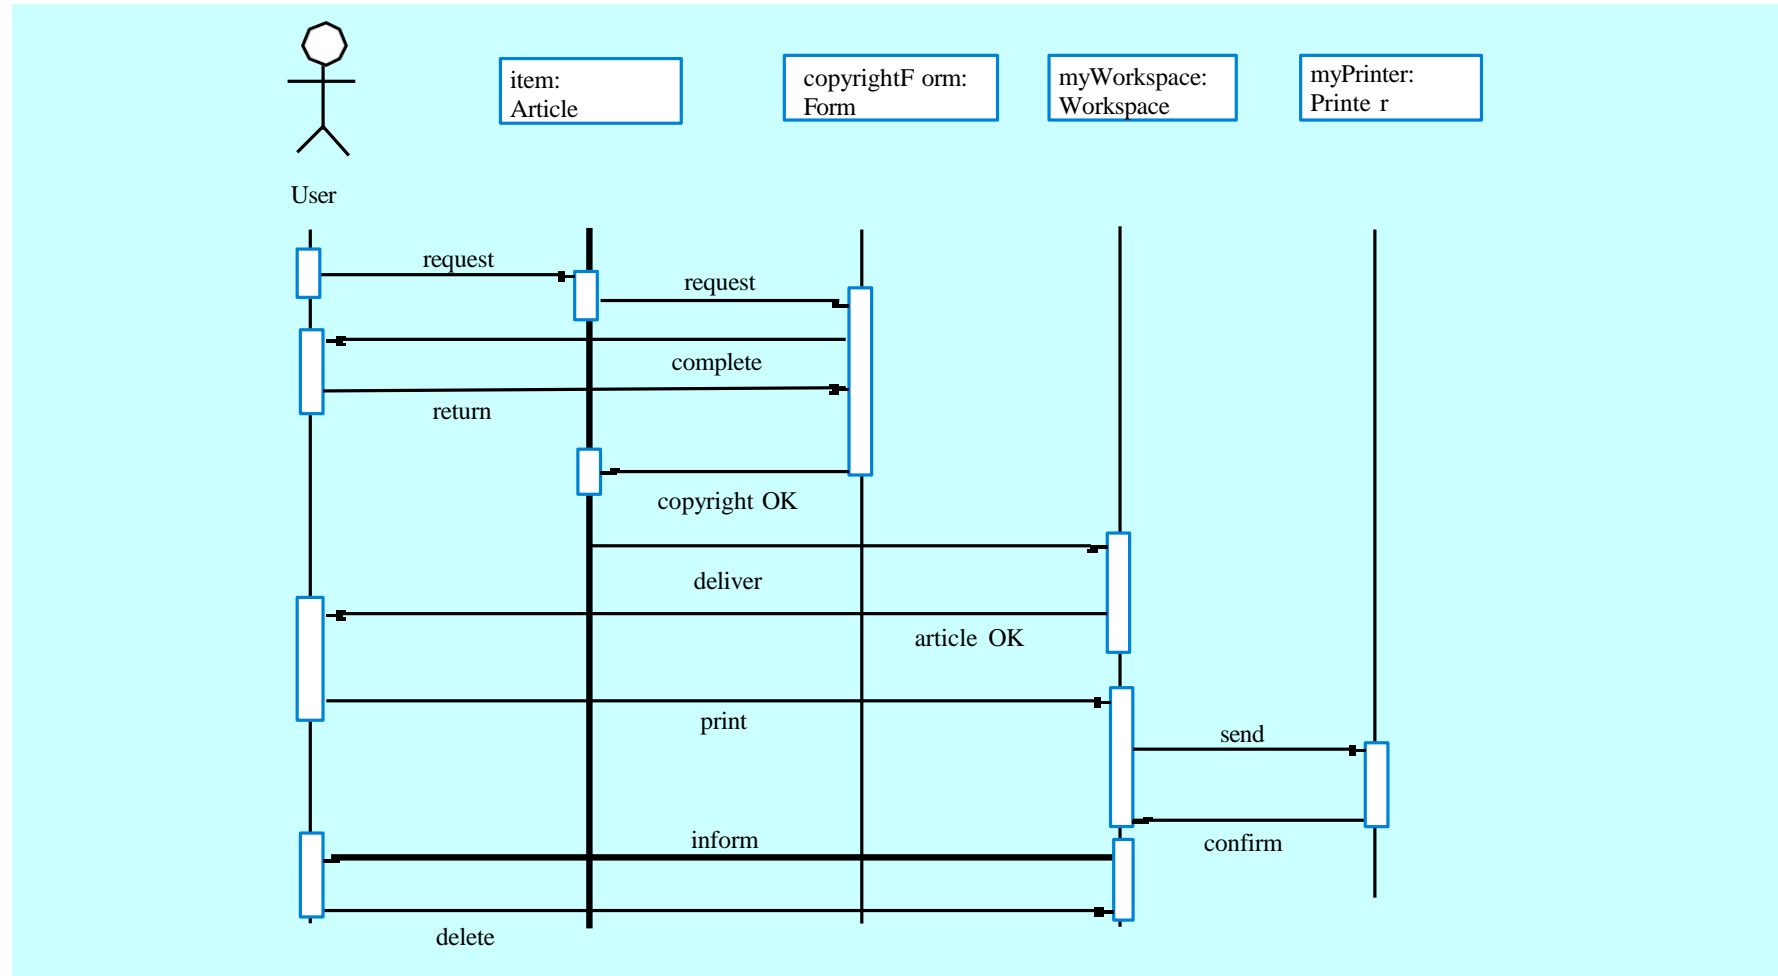 item:
Article
copyrightF orm:
Form
myWorkspace:
Workspace
myPrinter:
Printe r
User
request
request
complete
return
copyright OK
deliver
article OK
print
send
confirm
inform
delete